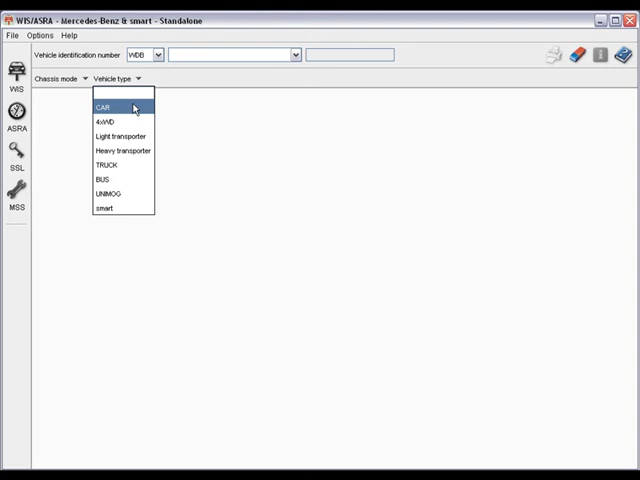 WIS/ASRA - Mercedes-Benz & smart - Standalone
File Options Help
Vehicle identification number WDB
Chassis mode Vehicle type
WIS
ASRA
SSL
MSS
CAR
4xWD
Light transporter
Heavy transporter
TRUCK
BUS
UNIMOG
smart